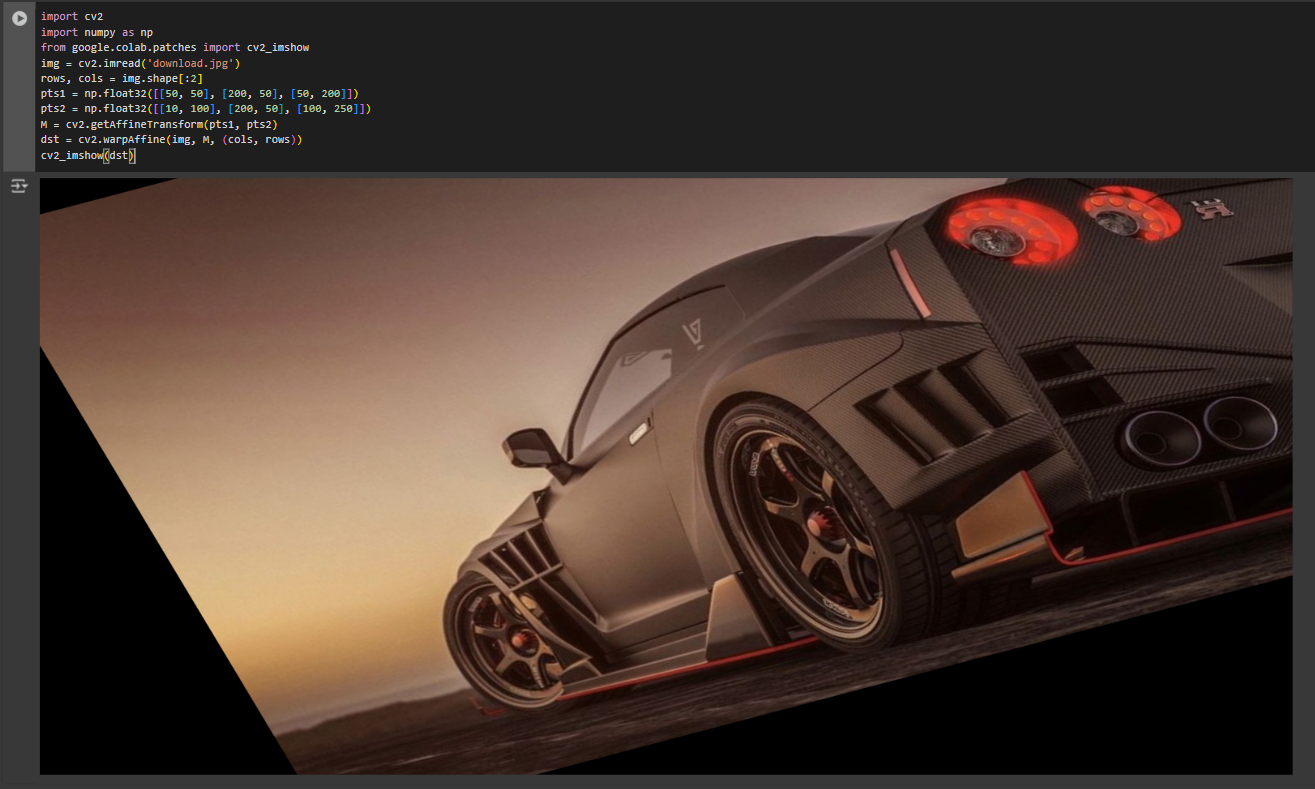 import cv2
import numpy as np
from google.colab.patches import cv2_imshow
img = cv2.imread('download.jpg')
rows, cols = img.shape[:2]
pts1 = np.float32([[50, 50], [200, 50], [50, 200]])
pts2 = np.float32([[10, 100], [200, 50], [100, 250]])
M = cv2.getAffineTransform(pts1, pts2)
dst = cv2.warpAffine(img, M, (cols, rows))
cv2_imshow(dst)